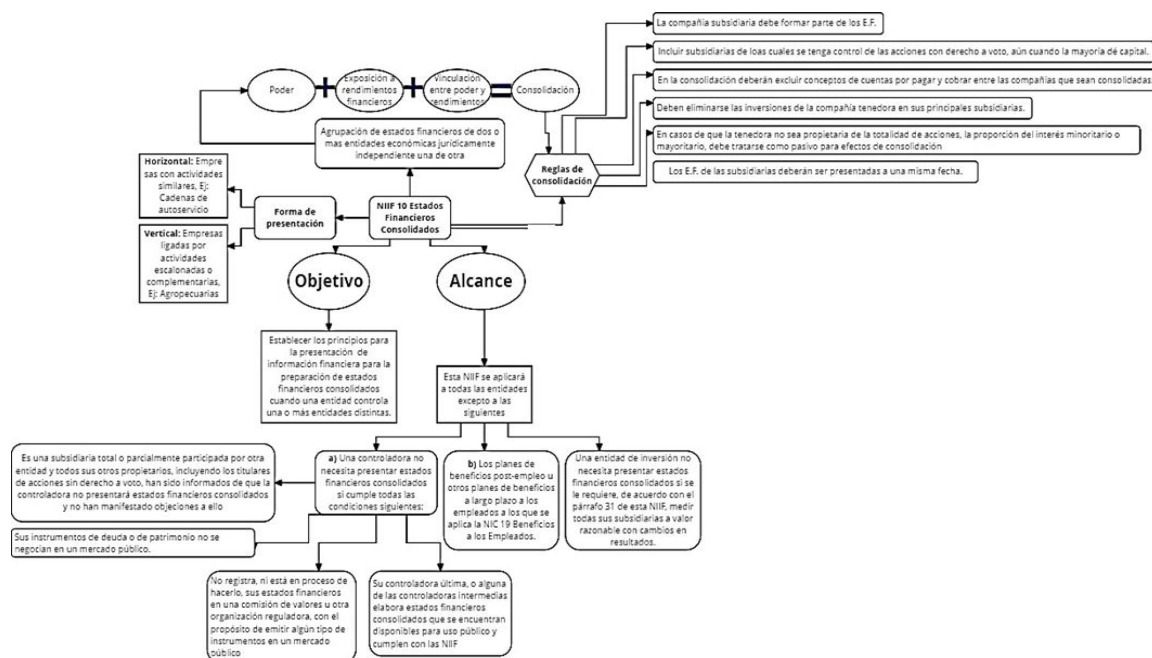 Poder
Exposición a
rendimientos
financieros
Vinculación
entre poder y
rendimientos
Consolidación
La compañía subsidiaria debe formar parte de los E.F.
Incluir subsidiarias de loas cuales se tenga control de las acciones con derecho a voto, aún cuando la mayoria de capital.
En la consolidación deberán excluir conceptos de cuentas por pagar y cobrar entre las compañías que sean consolidadas.
Deben eliminarse las inversiones de la compañía tenedora en sus principales subsidiarias.
En casos de que la tenedora no sea propietaria de la totalidad de acciones, la proporción del interés minoritario o
mayoritario, debe tratarse como pasivo para efectos de consolidación
Los E.F. de las subsidiarias deberán ser presentadas a una misma fecha.
Reglas de
consolidación
Agrupación de estados financieros de dos o
mas entidades económicas jurídicamente
independiente una de otra
Horizontal: Empre
sas con actividades
similares, Ej:
Cadenas de
autoservicio
Vertical: Empresas
ligadas por
actividades
escalonadas o
complementarias,
Ej: Agropecuarias
Forma de
presentación
NIIF 10 Estados
Financieros
Consolidados
Objetivo
Alcance
Establecer los principios para
la presentación de
información financiera para la
preparación de estados
financieros consolidados
cuando una entidad controla
una o más entidades distintas.
Esta NIIF se aplicará
a todas las entidades
excepto a las
siguientes
Es una subsidiaria total o parcialmente participada por otra
entidad y todos sus otros propietarios, incluyendo los titulares
de acciones sin derecho a voto, han sido informados de que la
controladora no presentará estados financieros consolidados
y no han manifestado objeciones a ello
a) Una controladora no
necesita presentar estados
financieros consolidados
si cumple todas las
condiciones siguientes:
b) Los planes de
beneficios post-empleo u
otros planes de beneficios
a largo plazo a los
empleados a los que se
aplica la NIC 19 Beneficios
a los Empleados.
Una entidad de inversión no
necesita presentar estados
financieros consolidados si se
le requiere, de acuerdo con el
párrafo 31 de esta NIIF, medir
todas sus subsidiarias a valor
razonable con cambios en
resultados.
Sus instrumentos de deuda o de patrimonio no se
negocian en un mercado público.
No registra, ni está en proceso de
hacerlo, sus estados financieros
en una comisión de valores u otra
organización reguladora, con el
propósito de emitir algún tipo de
instrumentos en un mercado
público
Su controladora última, o alguna
de las controladoras intermedias
elabora estados financieros
consolidados que se encuentran
disponibles para uso público y
cumplen con las NIIF